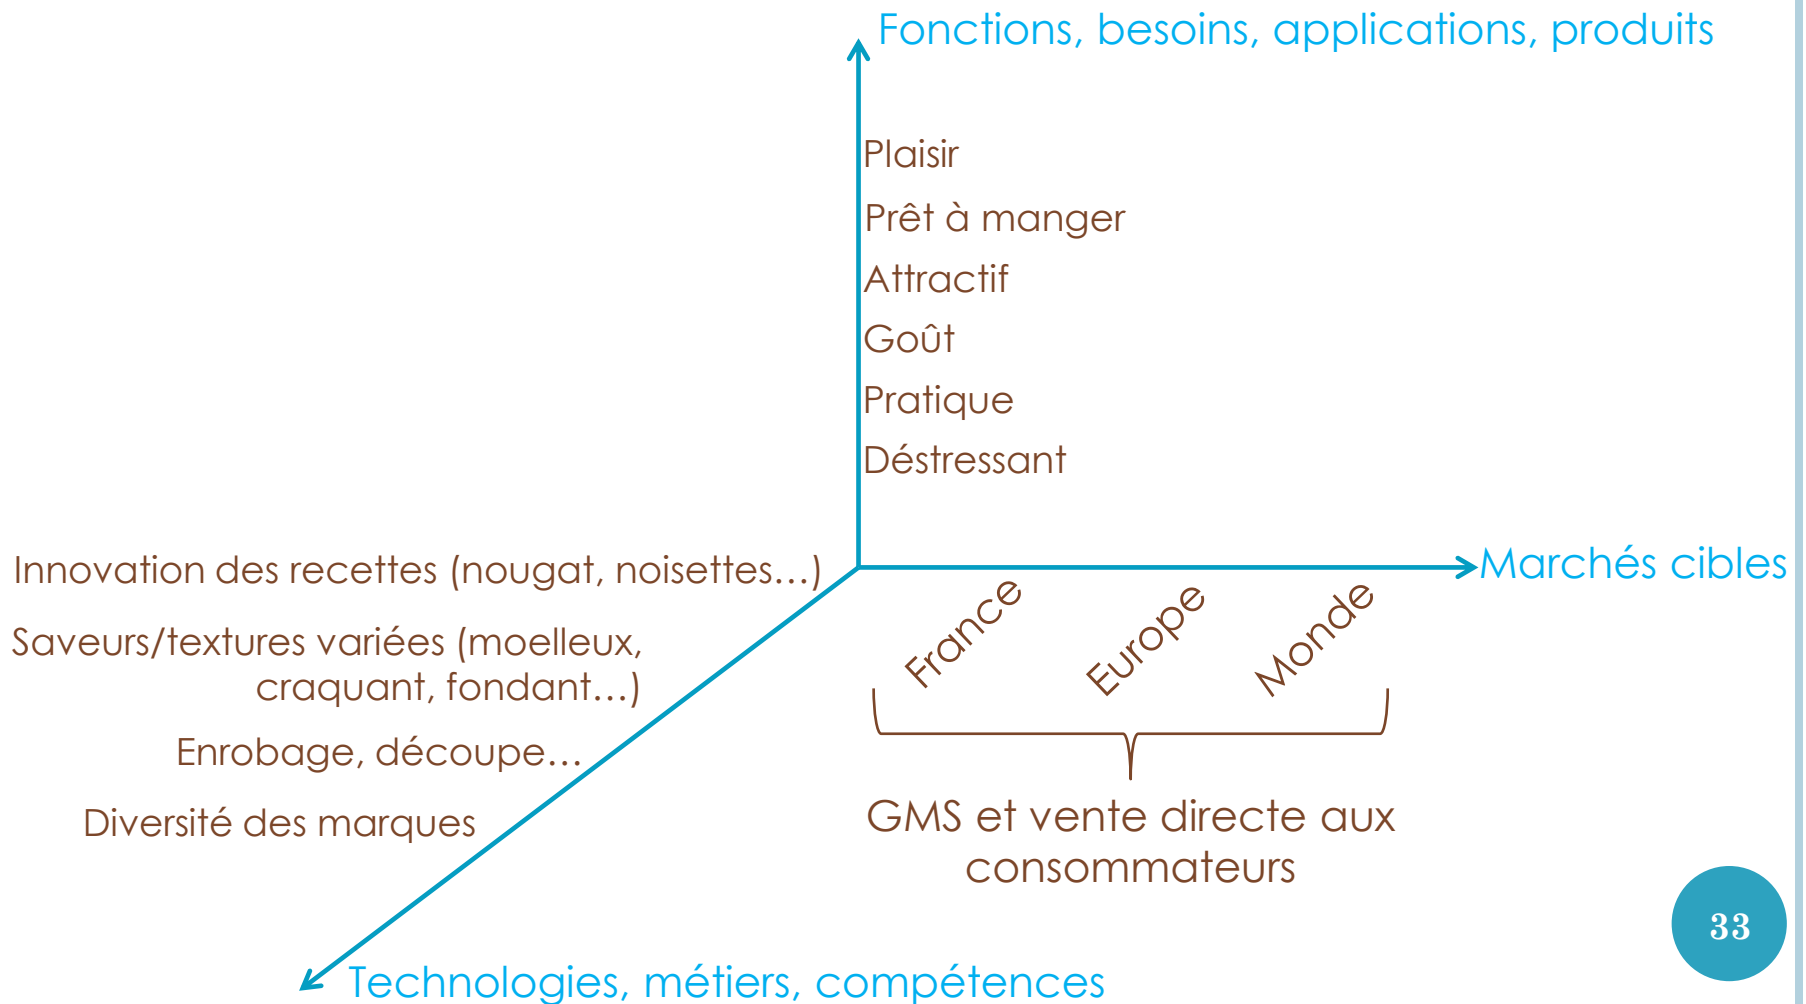 Fonctions, besoins, applications, produits
Plaisir
Prêt à manger
Attractif
Goût
Pratique
Déstressant
Marchés cibles
France
Europe
Monde
GMS et vente directe aux
consommateurs
Innovation des recettes (nougat, noisettes…)
Saveurs/textures variées (moelleux,
craquant, fondant…)
Enrobage, découpe…
Diversité des marques
Technologies, métiers, compétences
33